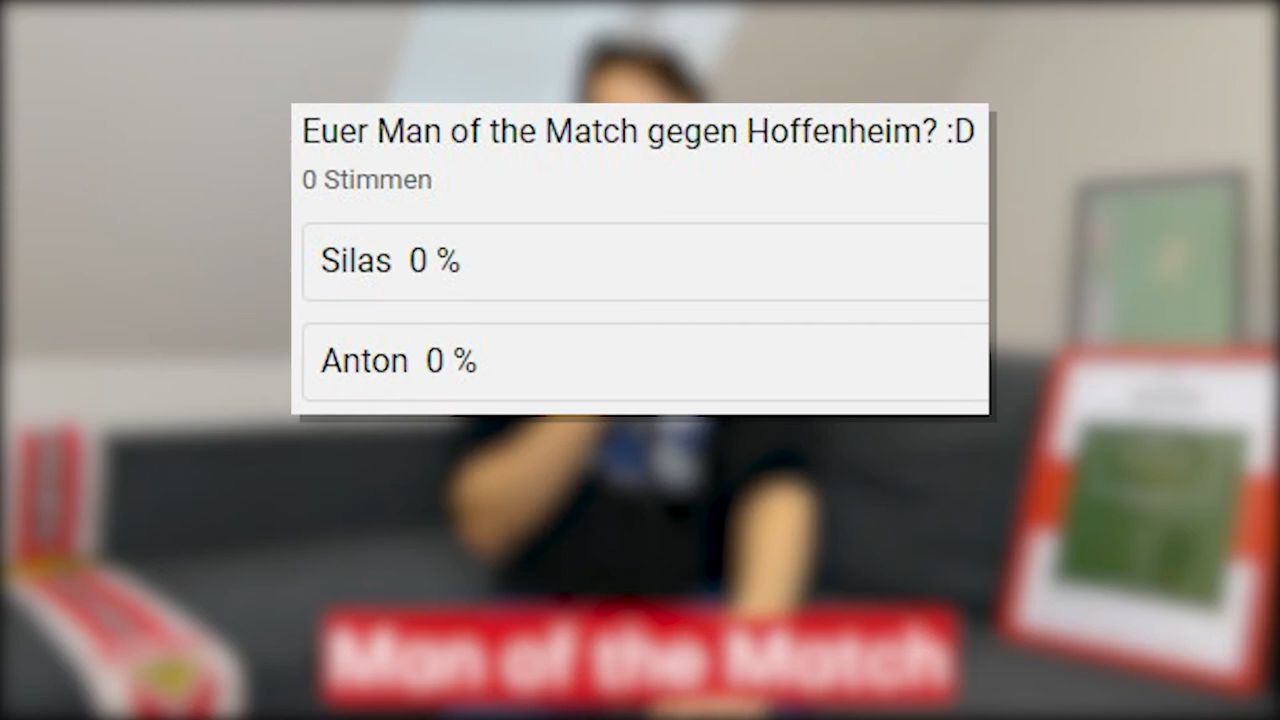 Euer Man of the Match gegen Hoffenheim? :D
0 Stimmen
Silas 0 %
Anton 0 %
Man of the Match